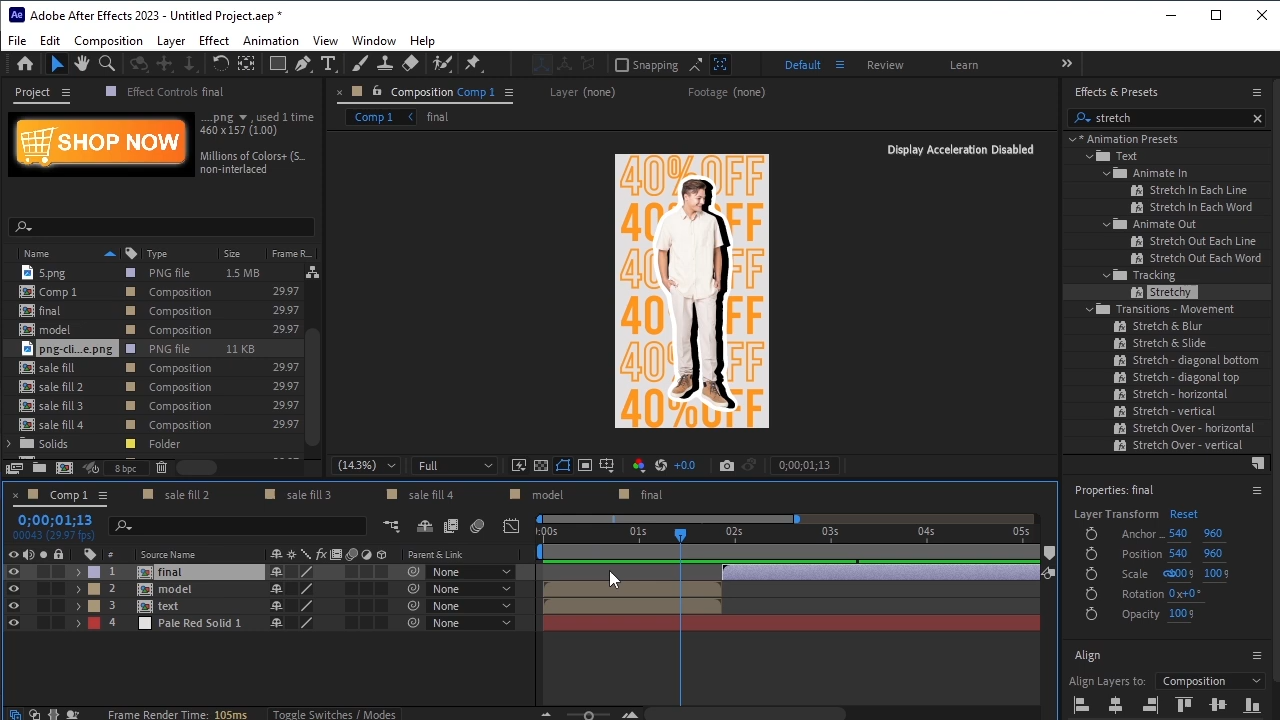 Adobe After Effects 2023 - Untitled Project.aep *
File Edit Composition Layer Effect Animation View Window Help
Snapping Default Review Learn
Project Effect Controls final
Composition Comp 1 Layer (none) Footage (none)
Effects & Presets
SHOP NOW
....png , used 1 time
460 x 157 (1.00)
Millions of Colors+ (S...
non-interlaced
Comp 1 final
Display Acceleration Disabled
40%OFF
40%OFF
stretch
* Animation Presets
Text
Animate In
Stretch In Each Line
Stretch In Each Word
Animate Out
Stretch Out Each Line
Stretch Out Each Word
Tracking
Stretchy
Transitions - Movement
Stretch & Blur
Stretch & Slide
Stretch - diagonal bottom
Stretch - diagonal top
Stretch - horizontal
Stretch - vertical
Stretch Over - horizontal
Stretch Over - vertical
Name Type Size Frame R...
5.png PNG file 1.5 MB
Comp 1 Composition 29.97
final Composition 29.97
model Composition 29.97
png-cli...e.png PNG file 11 KB
sale fill Composition 29.97
sale fill 2 Composition 29.97
sale fill 3 Composition 29.97
sale fill 4 Composition 29.97
Solids Folder
8 bpc
(14.3%) Full +0.0 0;00;01;13
Comp 1 sale fill 2 sale fill 3 sale fill 4 model final
0;00;01;13
00043 (29.97 fps)
:00s 01s 02s 03s 04s 05s
# Source Name Parent & Link
1 final None
2 model None
3 text None
4 Pale Red Solid 1 None
Frame Render Time: 105ms Toggle Switches / Modes
Properties: final
Layer Transform Reset
Anchor ... 540 960
Position 540 960
Scale 100% 100%
Rotation 0x+0°
Opacity 100%
Align
Align Layers to: Composition